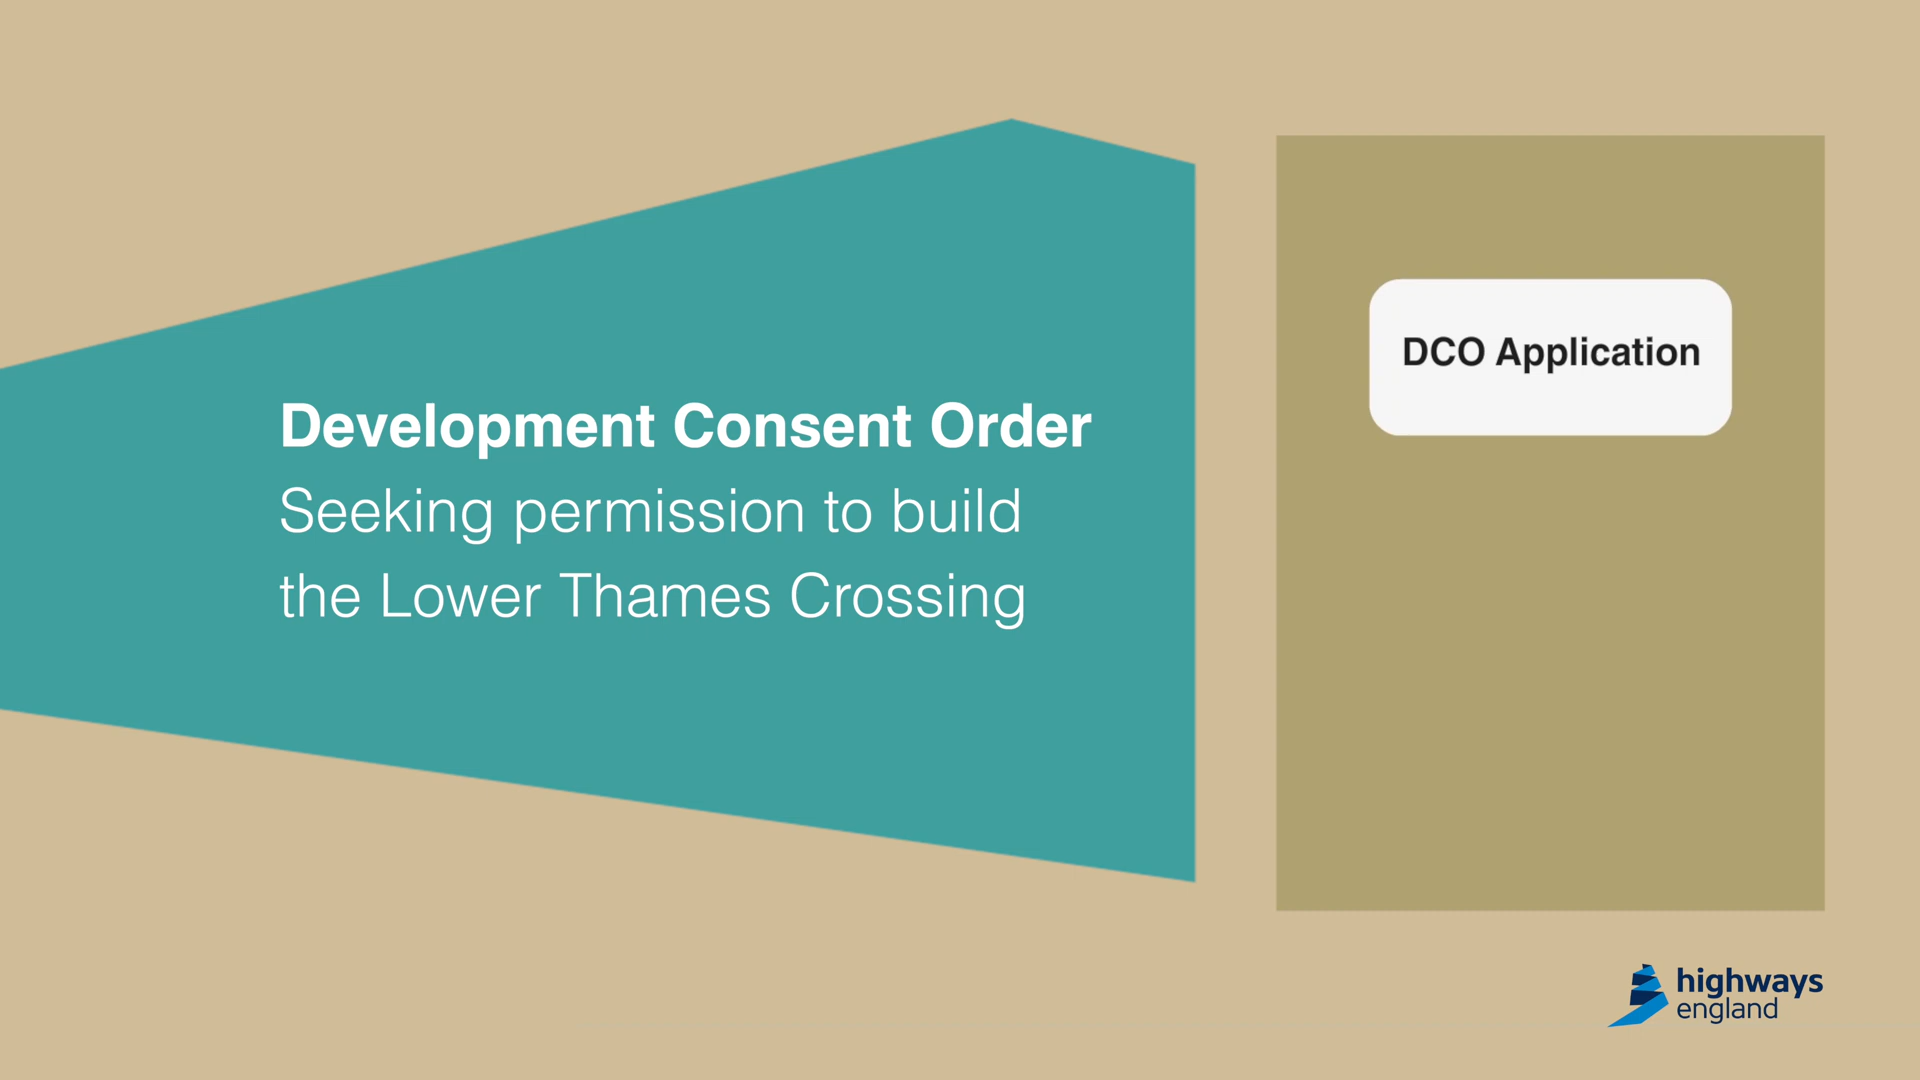 Development Consent Order
Seeking permission to build
the Lower Thames Crossing
DCO Application
highways
england